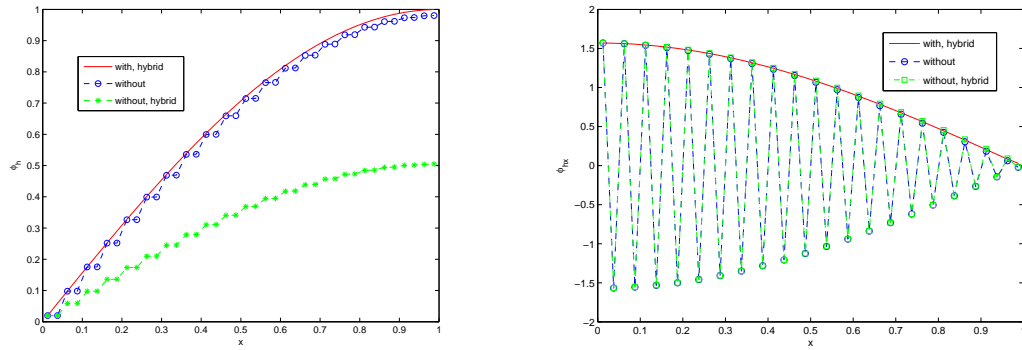 1
0.9
0.8
0.7
0.6
0.5
0.4
0.3
0.2
0.1
0
ϕh
with, hybrid
without
without, hybrid
0 0.1 0.2 0.3 0.4 0.5 0.6 0.7 0.8 0.9 1
x
2
1.5
1
0.5
0
−0.5
−1
−1.5
−2
ϕhx
with, hybrid
without
without, hybrid
0 0.1 0.2 0.3 0.4 0.5 0.6 0.7 0.8 0.9 1
x